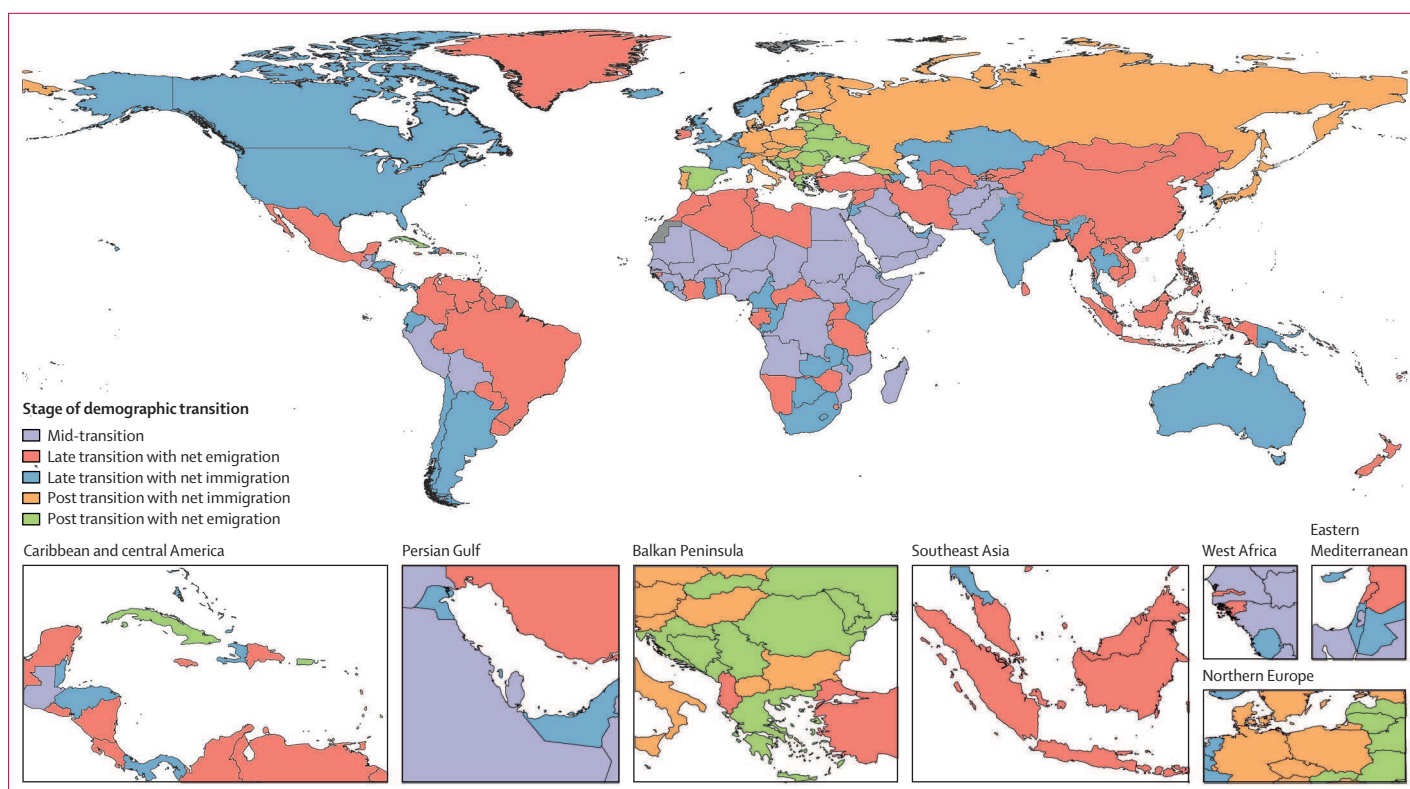 Stage of demographic transition
Mid-transition
Late transition with net emigration
Late transition with net immigration
Post transition with net immigration
Post transition with net emigration
Caribbean and central America
Persian Gulf
Balkan Peninsula
Southeast Asia
West Africa
Eastern
Mediterranean
Northern Europe